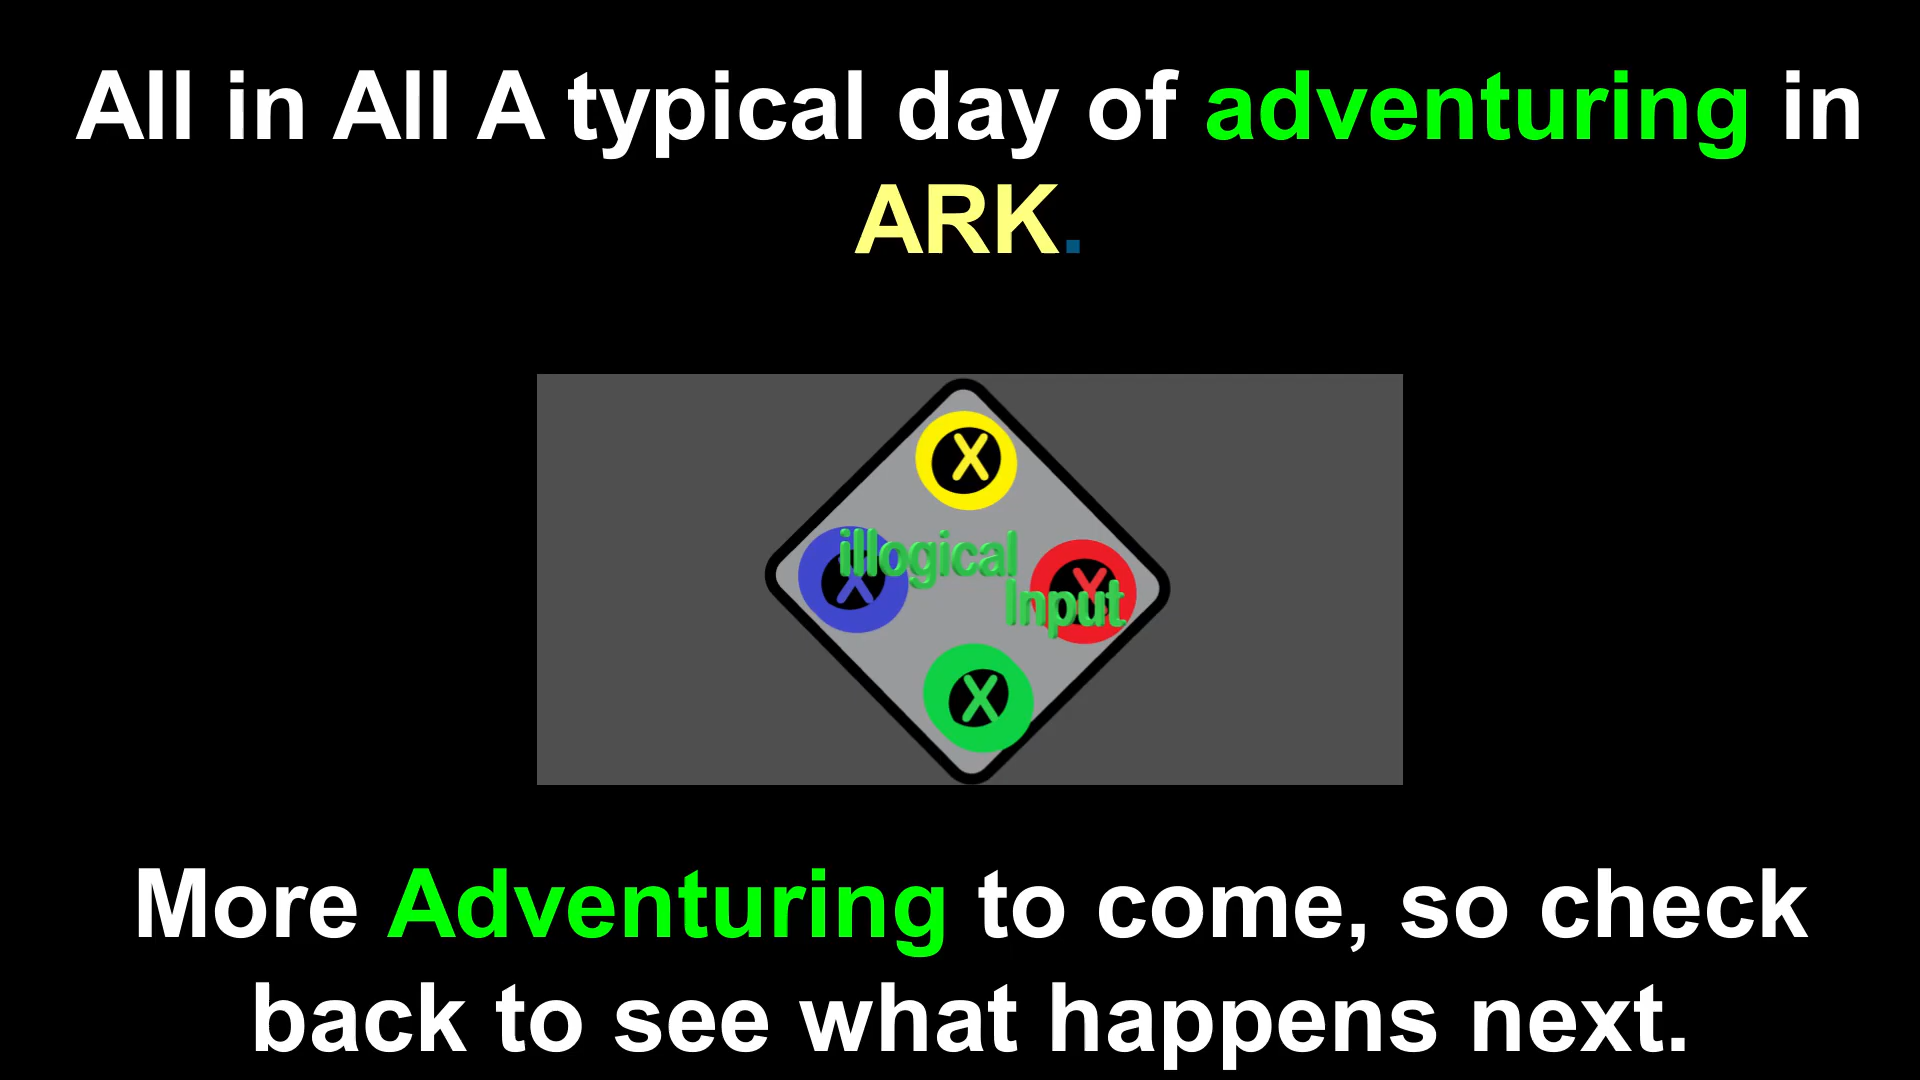 All in All A typical day of adventuring in
ARK.
X
illogical
X
X
Input
X
More Adventuring to come, so check
back to see what happens next.